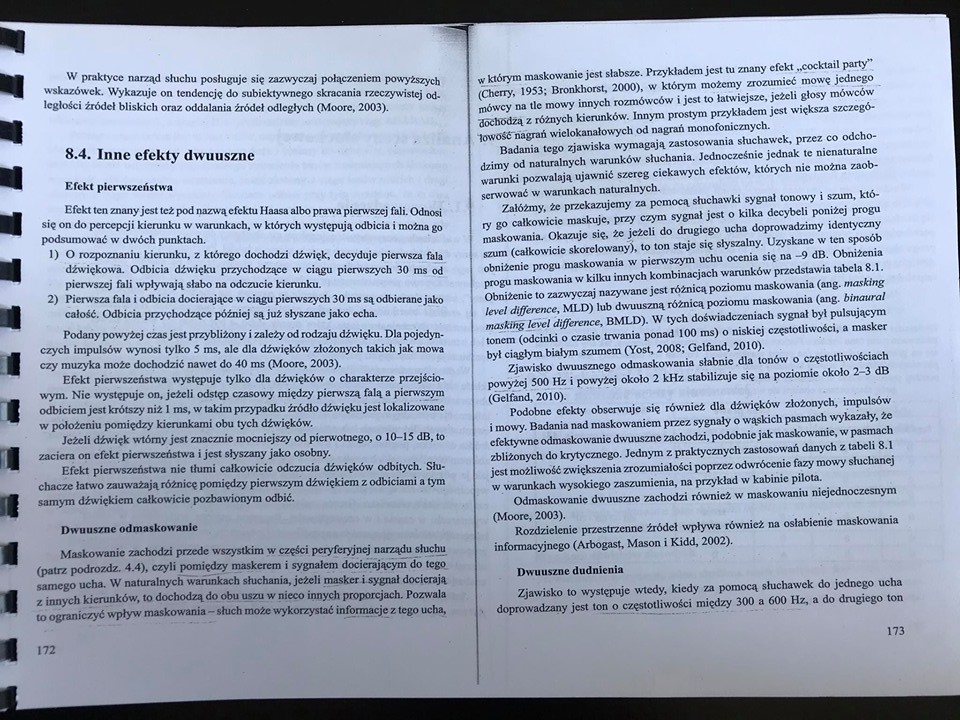 W praktyce narząd słuchu posługuje się zazwyczaj połączeniem powyższych
wskazówek. Wykazuje on tendencję do subiektywnego skracania rzeczywistej od-
ległości źródeł bliskich oraz oddalania źródeł odległych (Moore, 2003).
8.4. Inne efekty dwuuszne
Efekt pierwszeństwa
Efekt ten znany jest też pod nazwą efektu Haasa albo prawa pierwszej fali. Odnosi
się on do percepcji kierunku w warunkach, w których występują odbicia i można go
podsumować w dwóch punktach.
1) O rozpoznaniu kierunku, z którego dochodzi dźwięk, decyduje pierwsza fala
dźwiękowa. Odbicia dźwięku przychodzące w ciągu pierwszych 30 ms od
pierwszej fali wpływają słabo na odczucie kierunku.
2) Pierwsza fala i odbicia docierające w ciągu pierwszych 30 ms są odbierane jako
całość. Odbicia przychodzące później są już słyszane jako echa.
Podany powyżej czas jest przybliżony i zależy od rodzaju dźwięku. Dla pojedyn-
czych impulsów wynosi tylko 5 ms, ale dla dźwięków złożonych takich jak mowa
czy muzyka może dochodzić nawet do 40 ms (Moore, 2003).
Efekt pierwszeństwa występuje tylko dla dźwięków o charakterze przejścio-
wym. Nie występuje on, jeżeli odstęp czasowy między pierwszą falą a pierwszym
odbiciem jest krótszy niż 1 ms, w takim przypadku źródło dźwięku jest lokalizowane
w położeniu pomiędzy kierunkami obu tych dźwięków.
Jeżeli dźwięk wtórny jest znacznie mocniejszy od pierwotnego, o 10–15 dB, to
zaciera on efekt pierwszeństwa i jest słyszany jako osobny.
Efekt pierwszeństwa nie tłumi całkowicie odczucia dźwięków odbitych. Słu-
chacze łatwo zauważają różnicę pomiędzy pierwszym dźwiękiem z odbiciami a tym
samym dźwiękiem całkowicie pozbawionym odbić.
Dwuuszne odmaskowanie
Maskowanie zachodzi przede wszystkim w części peryferyjnej narządu słuchu
(patrz podrozdz. 4.4), czyli pomiędzy maskerem i sygnałem docierającym do tego
samego ucha. W naturalnych warunkach słuchania, jeżeli masker i sygnał docierają
z innych kierunków, to dochodzą do obu uszu w nieco innych proporcjach. Pozwala
to ograniczyć wpływ maskowania – słuch może wykorzystać informacje z tego ucha,
172
w którym maskowanie jest słabsze. Przykładem jest tu znany efekt „cocktail party”
(Cherry, 1953; Bronkhorst, 2000), w którym możemy zrozumieć mowę jednego
mówcy na tle mowy innych rozmówców i jest to łatwiejsze, jeżeli głosy mówców
dochodzą z różnych kierunków. Innym prostym przykładem jest większa szczegó-
łowość nagrań wielokanałowych od nagrań monofonicznych.
Badania tego zjawiska wymagają zastosowania słuchawek, przez co odcho-
dzimy od naturalnych warunków słuchania. Jednocześnie jednak te nienaturalne
warunki pozwalają ujawnić szereg ciekawych efektów, których nie można zaob-
serwować w warunkach naturalnych.
Załóżmy, że przekazujemy za pomocą słuchawki sygnał tonowy i szum, któ-
ry go całkowicie maskuje, przy czym sygnał jest o kilka decybeli poniżej progu
maskowania. Okazuje się, że jeżeli do drugiego ucha doprowadzimy identyczny
szum (całkowicie skorelowany), to ton staje się słyszalny. Uzyskane w ten sposób
obniżenie progu maskowania w pierwszym uchu ocenia się na –9 dB. Obniżenia
progu maskowania w kilku innych kombinacjach warunków przedstawia tabela 8.1.
Obniżenie to zazwyczaj nazywane jest różnicą poziomu maskowania (ang. masking
level difference, MLD) lub dwuuszną różnicą poziomu maskowania (ang. binaural
masking level difference, BMLD). W tych doświadczeniach sygnał był pulsującym
tonem (odcinki o czasie trwania ponad 100 ms) o niskiej częstotliwości, a masker
był ciągłym białym szumem (Yost, 2008; Gelfand, 2010).
Zjawisko dwuusznego odmaskowania słabnie dla tonów o częstotliwościach
powyżej 500 Hz i powyżej około 2 kHz stabilizuje się na poziomie około 2–3 dB
(Gelfand, 2010).
Podobne efekty obserwuje się również dla dźwięków złożonych, impulsów
i mowy. Badania nad maskowaniem przez sygnały o wąskich pasmach wykazały, że
efektywne odmaskowanie dwuuszne zachodzi, podobnie jak maskowanie, w pasmach
zbliżonych do krytycznego. Jednym z praktycznych zastosowań danych z tabeli 8.1
jest możliwość zwiększenia zrozumiałości poprzez odwrócenie fazy mowy słuchanej
w warunkach wysokiego zaszumienia, na przykład w kabinie pilota.
Odmaskowanie dwuuszne zachodzi również w maskowaniu niejednoczesnym
(Moore, 2003).
Rozdzielenie przestrzenne źródeł wpływa również na osłabienie maskowania
informacyjnego (Arbogast, Mason i Kidd, 2002).
Dwuuszne dudnienia
Zjawisko to występuje wtedy, kiedy za pomocą słuchawek do jednego ucha
doprowadzany jest ton o częstotliwości między 300 a 600 Hz, a do drugiego ton
173